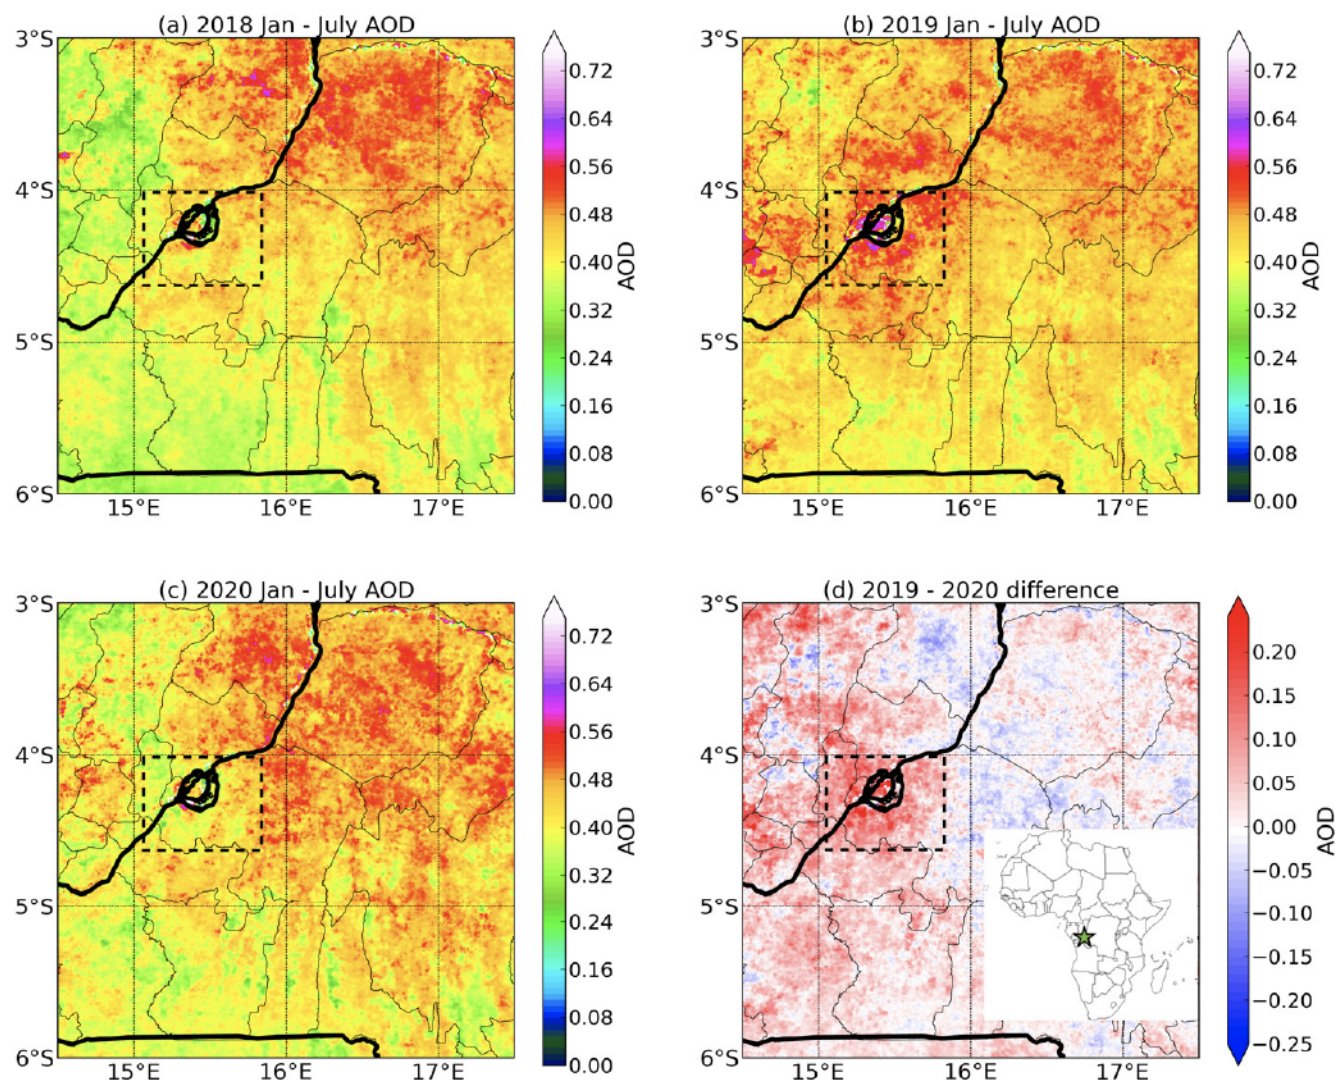 (a) 2018 Jan - July AOD
3°S
4°S
5°S
6°S
15°E 16°E 17°E
0.72
0.64
0.56
0.48
0.40
0.32
0.24
0.16
0.08
0.00
AOD
(b) 2019 Jan - July AOD
3°S
4°S
5°S
6°S
15°E 16°E 17°E
0.72
0.64
0.56
0.48
0.40
0.32
0.24
0.16
0.08
0.00
AOD
(c) 2020 Jan - July AOD
3°S
4°S
5°S
6°S
15°E 16°E 17°E
0.72
0.64
0.56
0.48
0.40
0.32
0.24
0.16
0.08
0.00
AOD
(d) 2019 - 2020 difference
3°S
4°S
5°S
6°S
15°E 16°E 17°E
0.20
0.15
0.10
0.05
0.00
−0.05
−0.10
−0.15
−0.20
−0.25
AOD